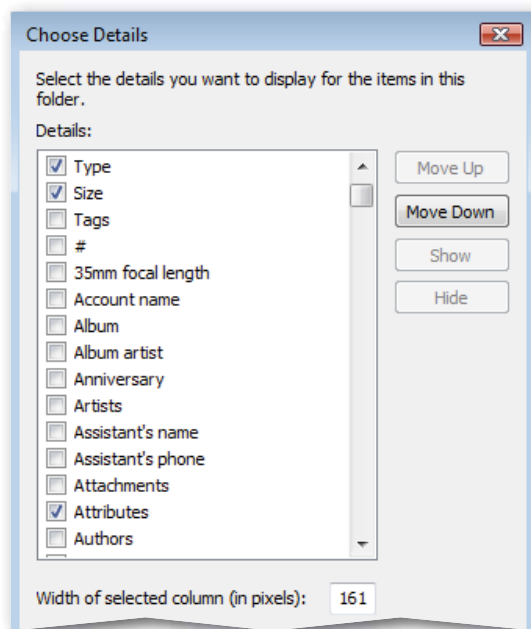 Choose Details
Select the details you want to display for the items in this
folder.
Details:
Type
Size
Tags
#
35mm focal length
Account name
Album
Album artist
Anniversary
Artists
Assistant's name
Assistant's phone
Attachments
Attributes
Authors
Move Up
Move Down
Show
Hide
Width of selected column (in pixels): 161